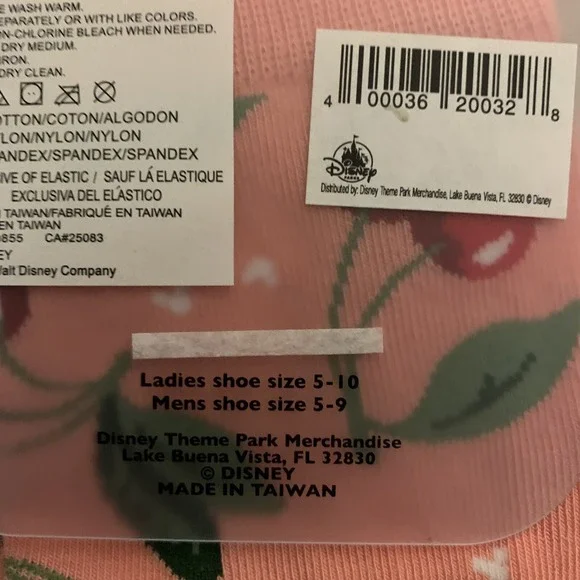 WASH WARM.
EPARATELY OR WITH LIKE COLORS.
N-CHLORINE BLEACH WHEN NEEDED.
DRY MEDIUM.
IRON.
DRY CLEAN.
OTTON/COTON/ALGODON
LON/NYLON/NYLON
ANDEX/SPANDEX/SPANDEX
IVE OF ELASTIC / SAUF LÁ ELASTIQUE
EXCLUSIVA DEL ELÁSTICO
TAIWAN/FABRIQUÉ EN TAIWAN
EN TAIWAN
0855 CA#25083
EY
Walt Disney Company
4 00036 20032 8
Disney
PARKS
Distributed by: Disney Theme Park Merchandise, Lake Buena Vista, FL 32830 © Disney
Ladies shoe size 5-10
Mens shoe size 5-9
Disney Theme Park Merchandise
Lake Buena Vista, FL 32830
© DISNEY
MADE IN TAIWAN